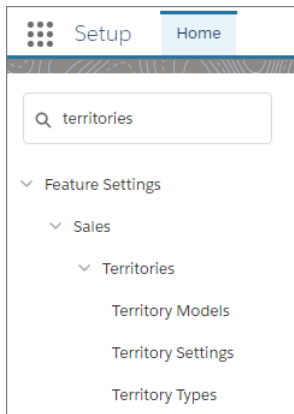 Setup Home
territories
Feature Settings
Sales
Territories
Territory Models
Territory Settings
Territory Types